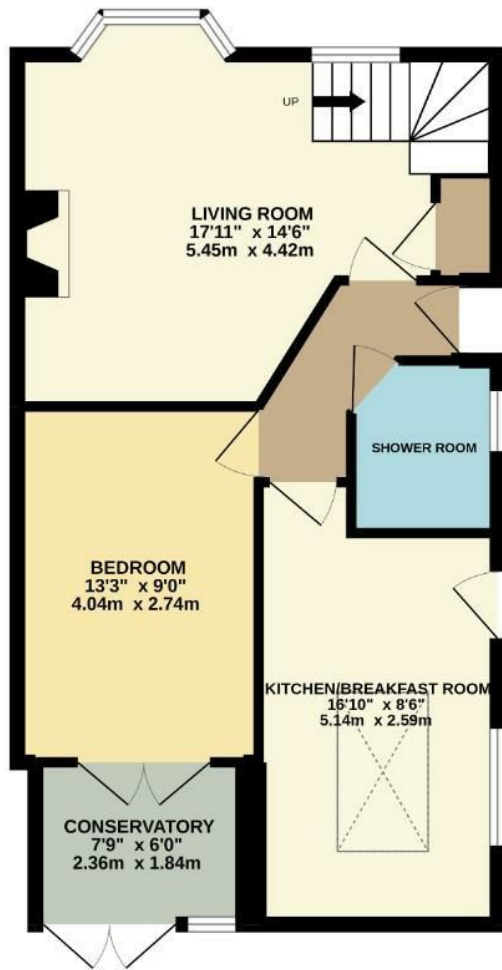 UP
LIVING ROOM
17'11" x 14'6"
5.45m x 4.42m
SHOWER ROOM
BEDROOM
13'3" x 9'0"
4.04m x 2.74m
KITCHEN/BREAKFAST ROOM
16'10" x 8'6"
5.14m x 2.59m
CONSERVATORY
7'9" x 6'0"
2.36m x 1.84m